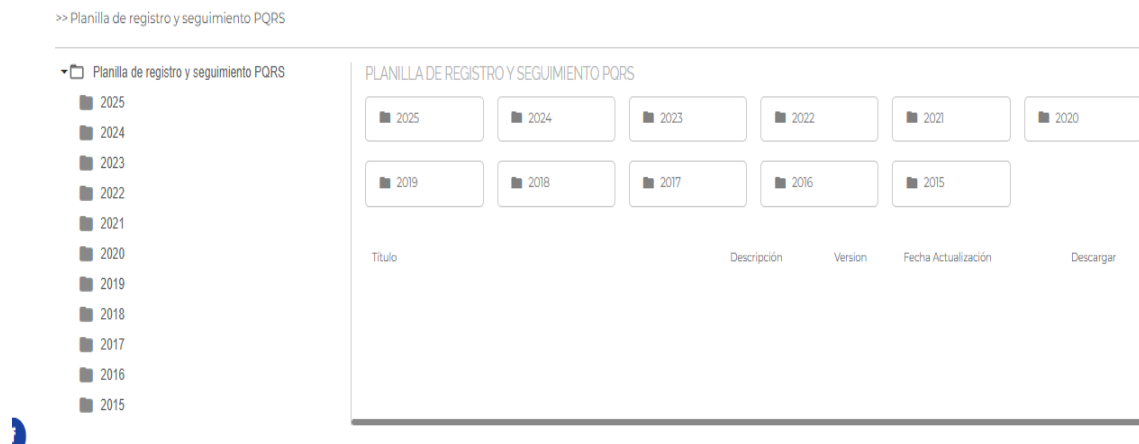 >> Planilla de registro y seguimiento PQRS
Planilla de registro y seguimiento PQRS
2025
2024
2023
2022
2021
2020
2019
2018
2017
2016
2015
PLANILLA DE REGISTRO Y SEGUIMIENTO PQRS
2025 2024 2023 2022 2021 2020
2019 2018 2017 2016 2015
Título Descripción Version Fecha Actualización Descargar